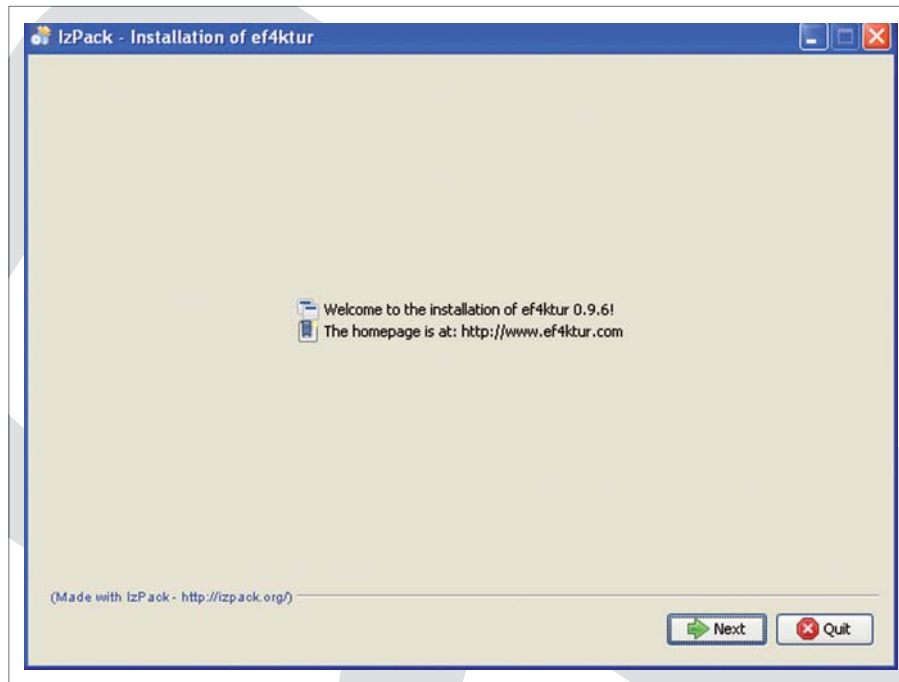 IzPack - Installation of ef4ktur
Welcome to the installation of ef4ktur 0.9.6!
The homepage is at: http://www.ef4ktur.com
(Made with IzPack - http://izpack.org/)
Next
Quit